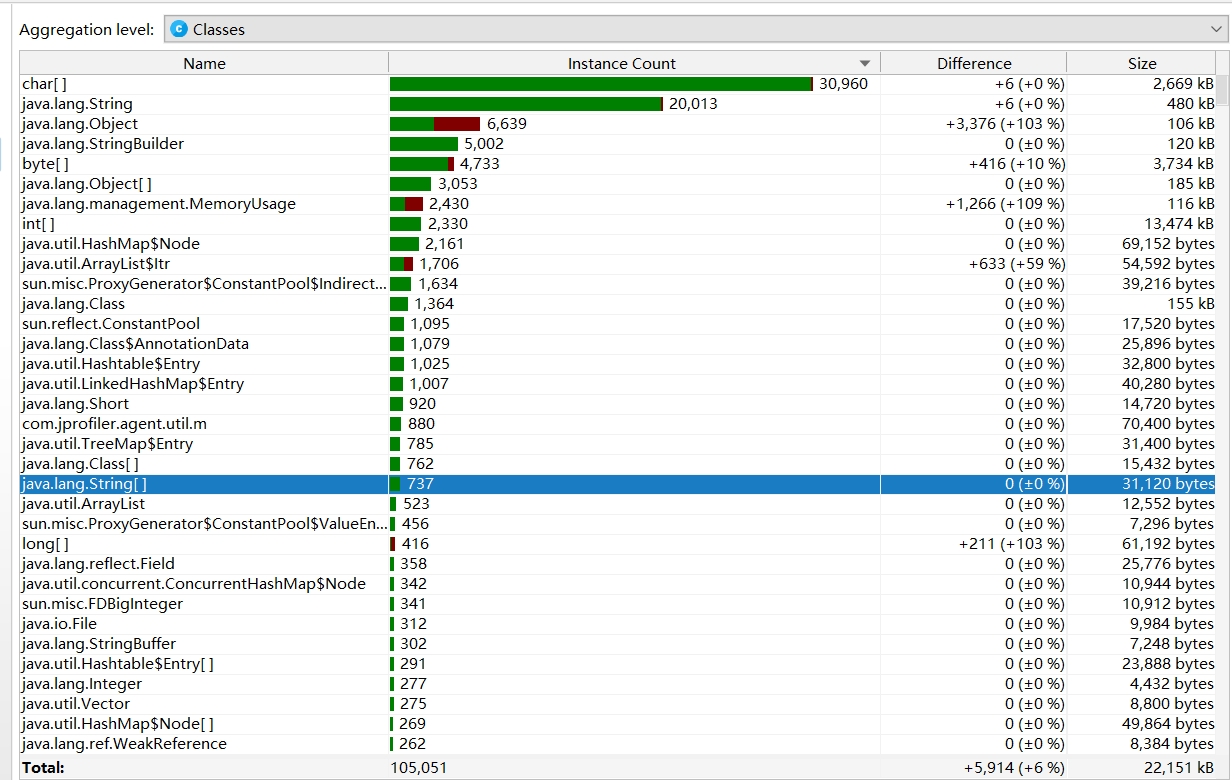 Aggregation level: C Classes
Name Instance Count Difference Size
char[ ] 30,960 +6 (+0 %) 2,669 kB
java.lang.String 20,013 +6 (+0 %) 480 kB
java.lang.Object 6,639 +3,376 (+103 %) 106 kB
java.lang.StringBuilder 5,002 0 (±0 %) 120 kB
byte[ ] 4,733 +416 (+10 %) 3,734 kB
java.lang.Object[ ] 3,053 0 (±0 %) 185 kB
java.lang.management.MemoryUsage 2,430 +1,266 (+109 %) 116 kB
int[ ] 2,330 0 (±0 %) 13,474 kB
java.util.HashMap$Node 2,161 0 (±0 %) 69,152 bytes
java.util.ArrayList$Itr 1,706 +633 (+59 %) 54,592 bytes
sun.misc.ProxyGenerator$ConstantPool$Indirect... 1,634 0 (±0 %) 39,216 bytes
java.lang.Class 1,364 0 (±0 %) 155 kB
sun.reflect.ConstantPool 1,095 0 (±0 %) 17,520 bytes
java.lang.Class$AnnotationData 1,079 0 (±0 %) 25,896 bytes
java.util.Hashtable$Entry 1,025 0 (±0 %) 32,800 bytes
java.util.LinkedHashMap$Entry 1,007 0 (±0 %) 40,280 bytes
java.lang.Short 920 0 (±0 %) 14,720 bytes
com.jprofiler.agent.util.m 880 0 (±0 %) 70,400 bytes
java.util.TreeMap$Entry 785 0 (±0 %) 31,400 bytes
java.lang.Class[ ] 762 0 (±0 %) 15,432 bytes
java.lang.String[ ] 737 0 (±0 %) 31,120 bytes
java.util.ArrayList 523 0 (±0 %) 12,552 bytes
sun.misc.ProxyGenerator$ConstantPool$ValueEn... 456 0 (±0 %) 7,296 bytes
long[ ] 416 +211 (+103 %) 61,192 bytes
java.lang.reflect.Field 358 0 (±0 %) 25,776 bytes
java.util.concurrent.ConcurrentHashMap$Node 342 0 (±0 %) 10,944 bytes
sun.misc.FDBigInteger 341 0 (±0 %) 10,912 bytes
java.io.File 312 0 (±0 %) 9,984 bytes
java.lang.StringBuffer 302 0 (±0 %) 7,248 bytes
java.util.Hashtable$Entry[ ] 291 0 (±0 %) 23,888 bytes
java.lang.Integer 277 0 (±0 %) 4,432 bytes
java.util.Vector 275 0 (±0 %) 8,800 bytes
java.util.HashMap$Node[ ] 269 0 (±0 %) 49,864 bytes
java.lang.ref.WeakReference 262 0 (±0 %) 8,384 bytes
Total: 105,051 +5,914 (+6 %) 22,151 kB